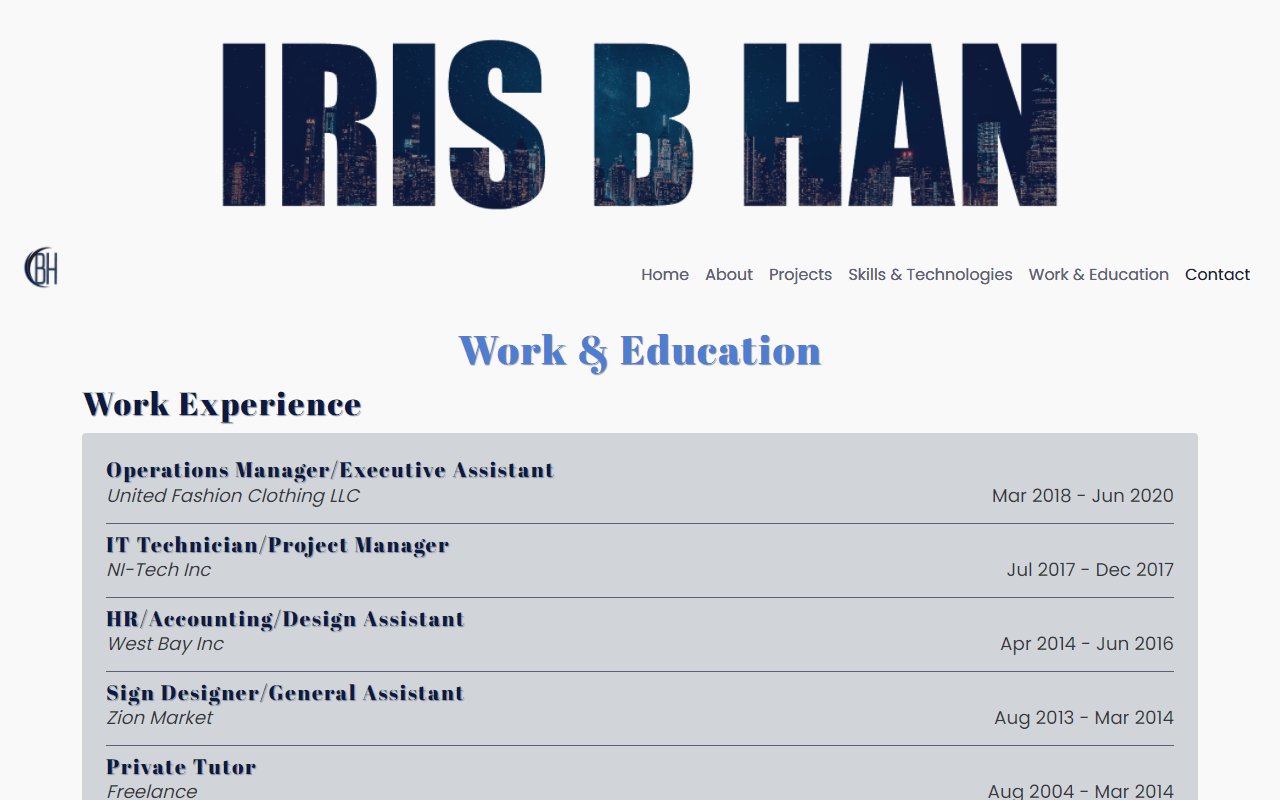 IRIS B HAN
BH
Home About Projects Skills & Technologies Work & Education Contact
Work & Education
Work Experience
Operations Manager/Executive Assistant
United Fashion Clothing LLC Mar 2018 - Jun 2020
IT Technician/Project Manager
NI-Tech Inc Jul 2017 - Dec 2017
HR/Accounting/Design Assistant
West Bay Inc Apr 2014 - Jun 2016
Sign Designer/General Assistant
Zion Market Aug 2013 - Mar 2014
Private Tutor
Freelance Aug 2004 - Mar 2014